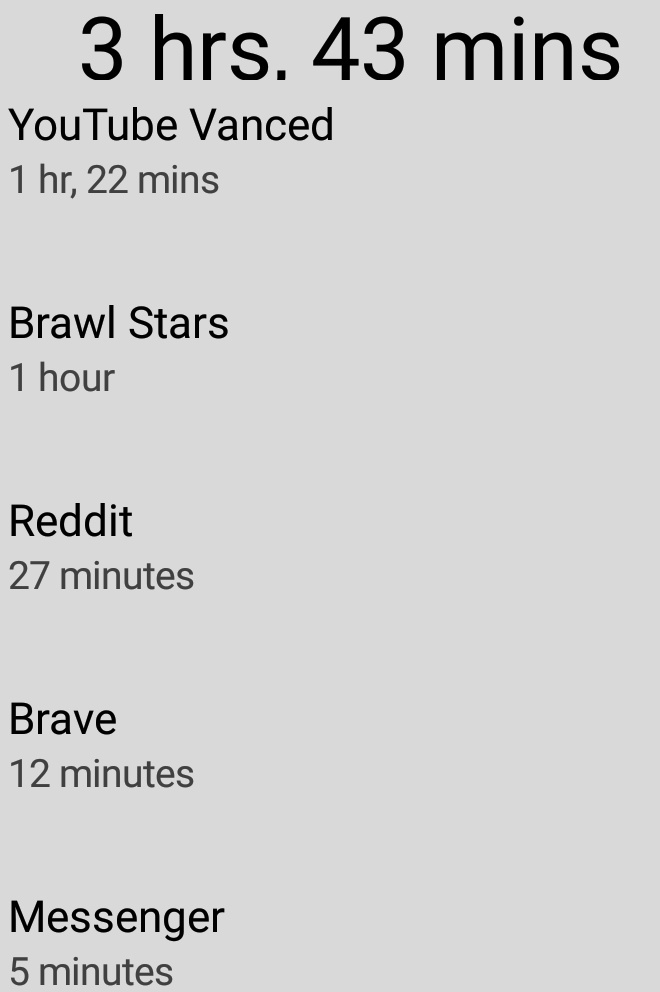 3 hrs. 43 mins
YouTube Vanced
1 hr, 22 mins
Brawl Stars
1 hour
Reddit
27 minutes
Brave
12 minutes
Messenger
5 minutes